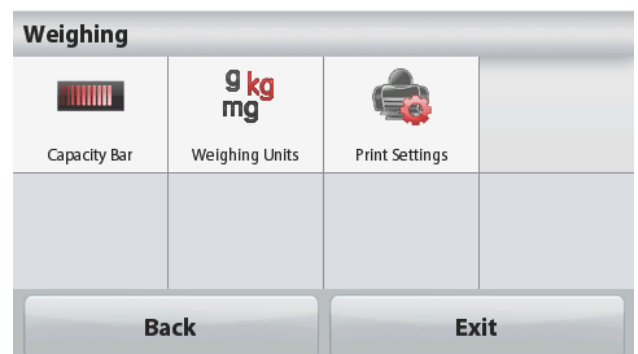 Weighing
g kg
mg
Capacity Bar
Weighing Units
Print Settings
Back
Exit